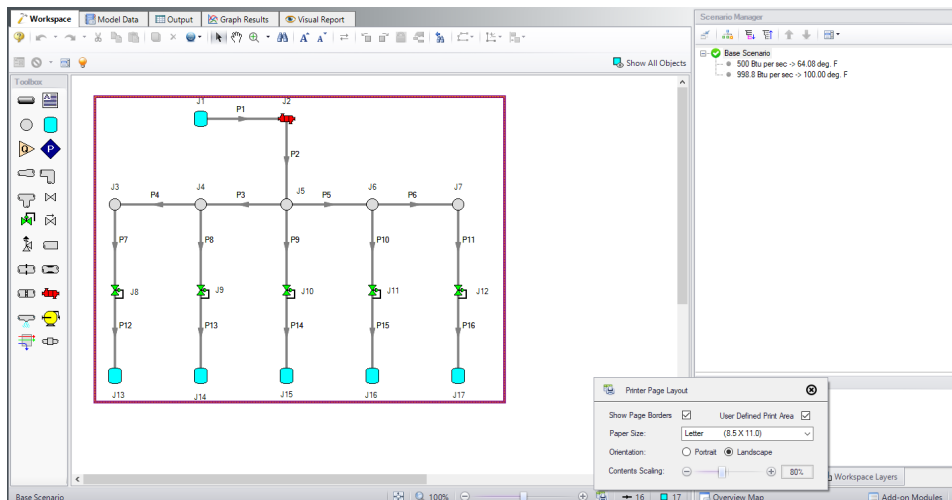 Workspace Model Data Output Graph Results Visual Report
Scenario Manager
Show All Objects
Base Scenario
500 Btu per sec -> 64.08 deg. F
998.8 Btu per sec -> 100.00 deg. F
Toolbox
J1 P1 J2
P2
J3 P4 J4 P3 J5 P5 J6 P6 J7
P7 P8 P9 P10 P11
J8 J9 J10 J11 J12
P12 P13 P14 P15 P16
J13 J14 J15 J16 J17
Printer Page Layout
Show Page Borders User Defined Print Area
Paper Size: Letter (8.5 X 11.0)
Orientation: Portrait Landscape
Contents Scaling: 80%
Workspace Layers
Base Scenario 100% 16 17 Overview Map Add-on Modules